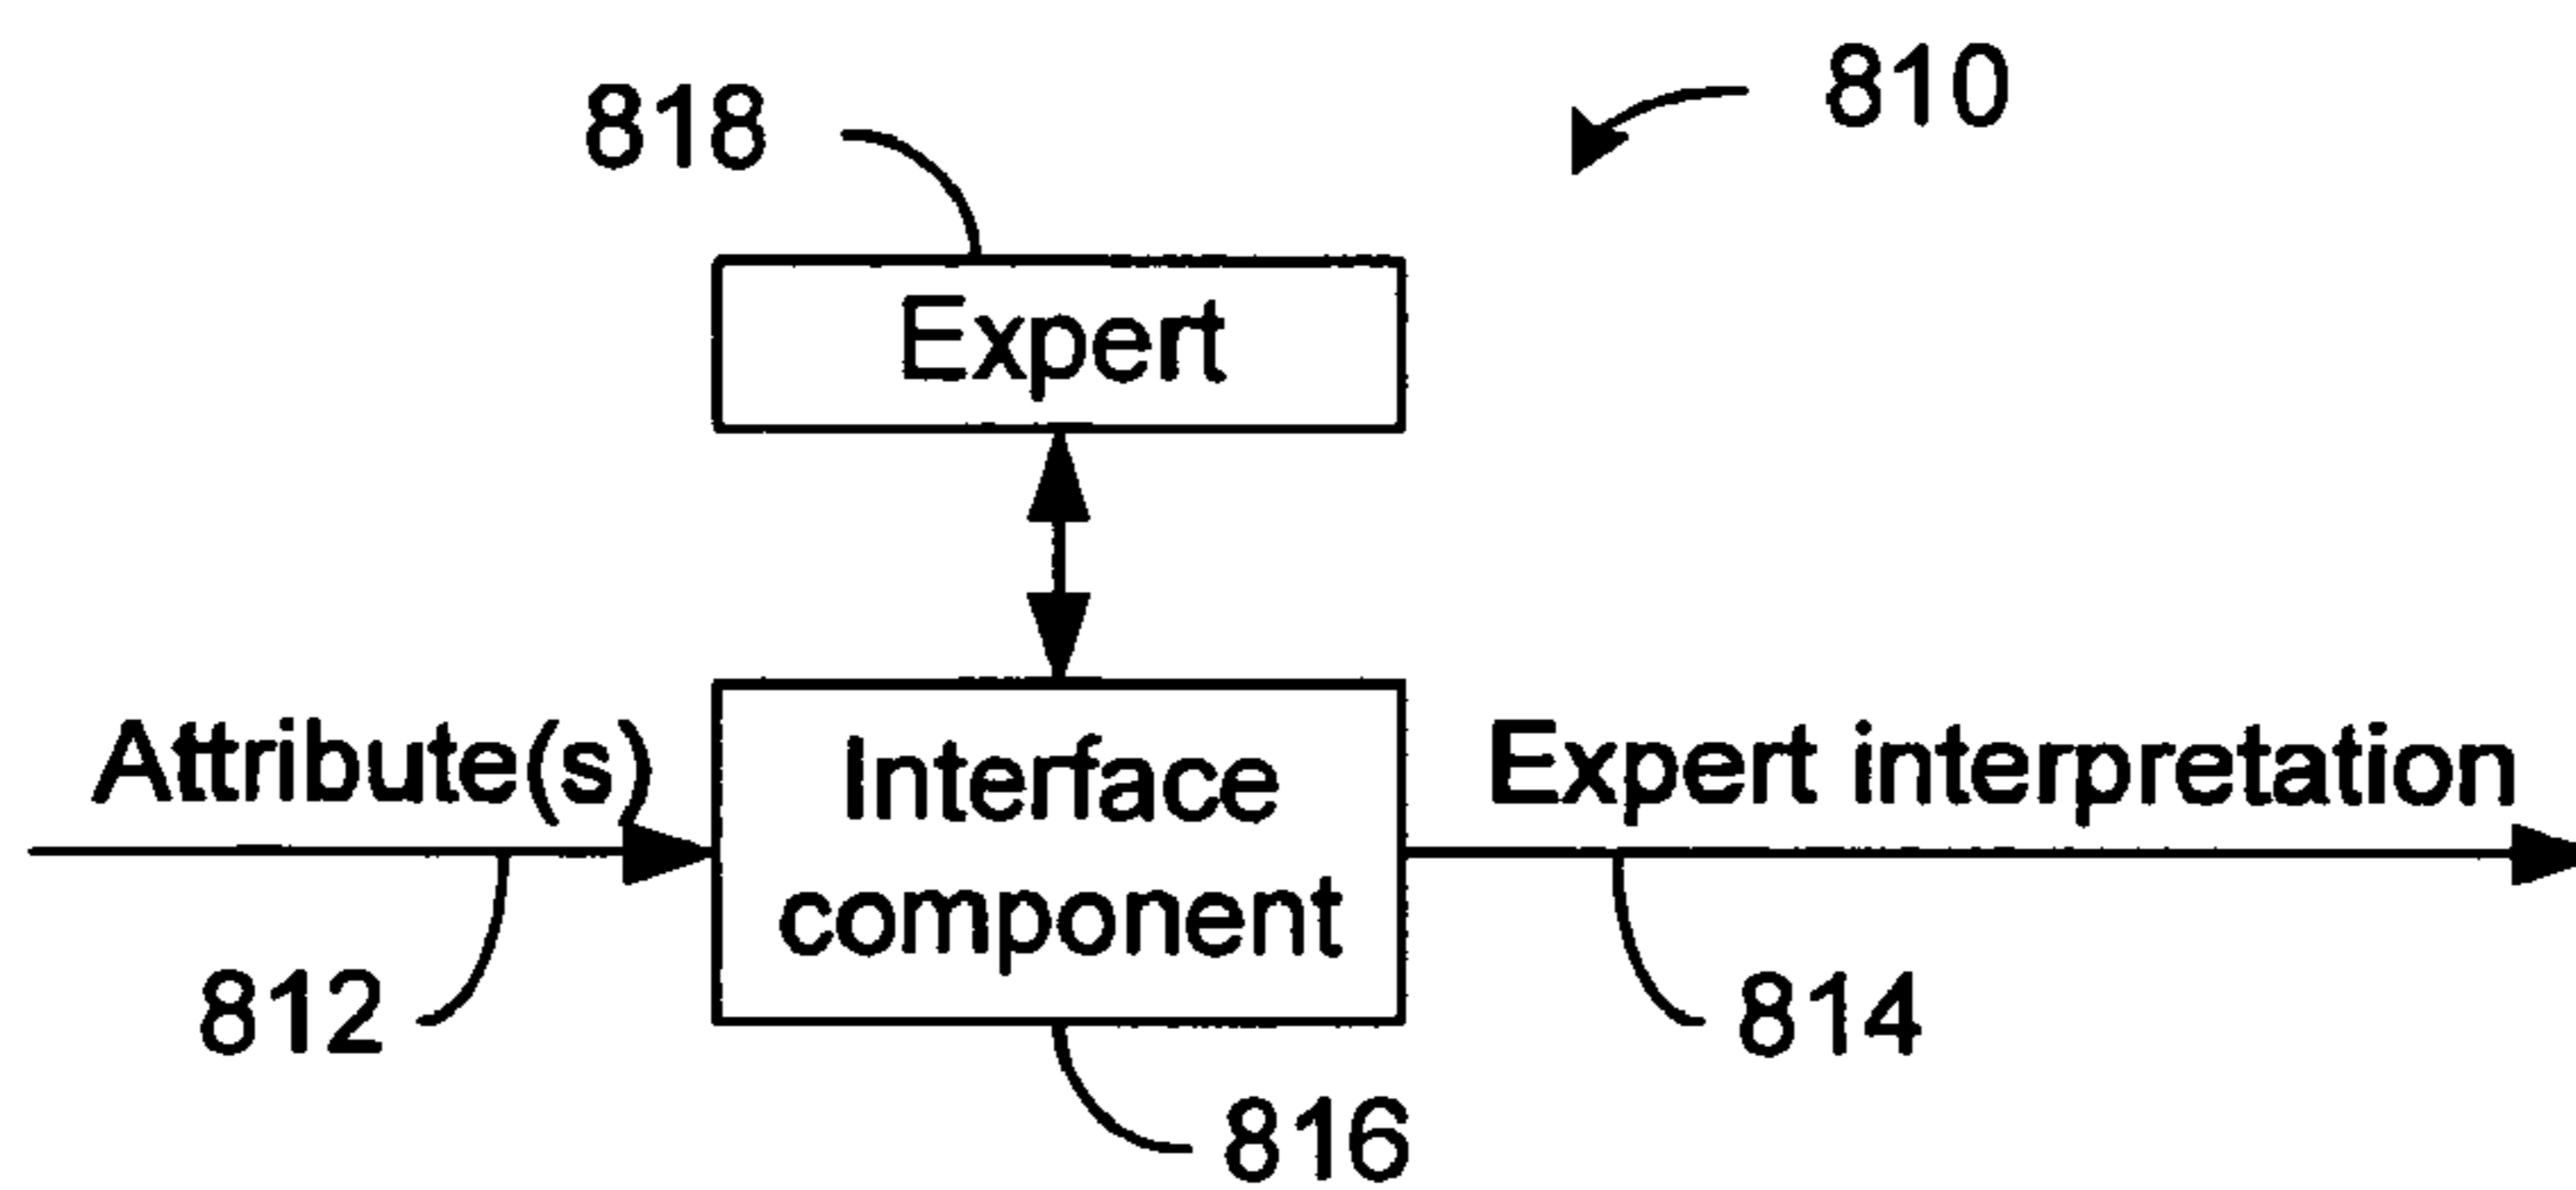 810
818
Expert
Attribute(s)
Interface
component
Expert interpretation
812
814
816